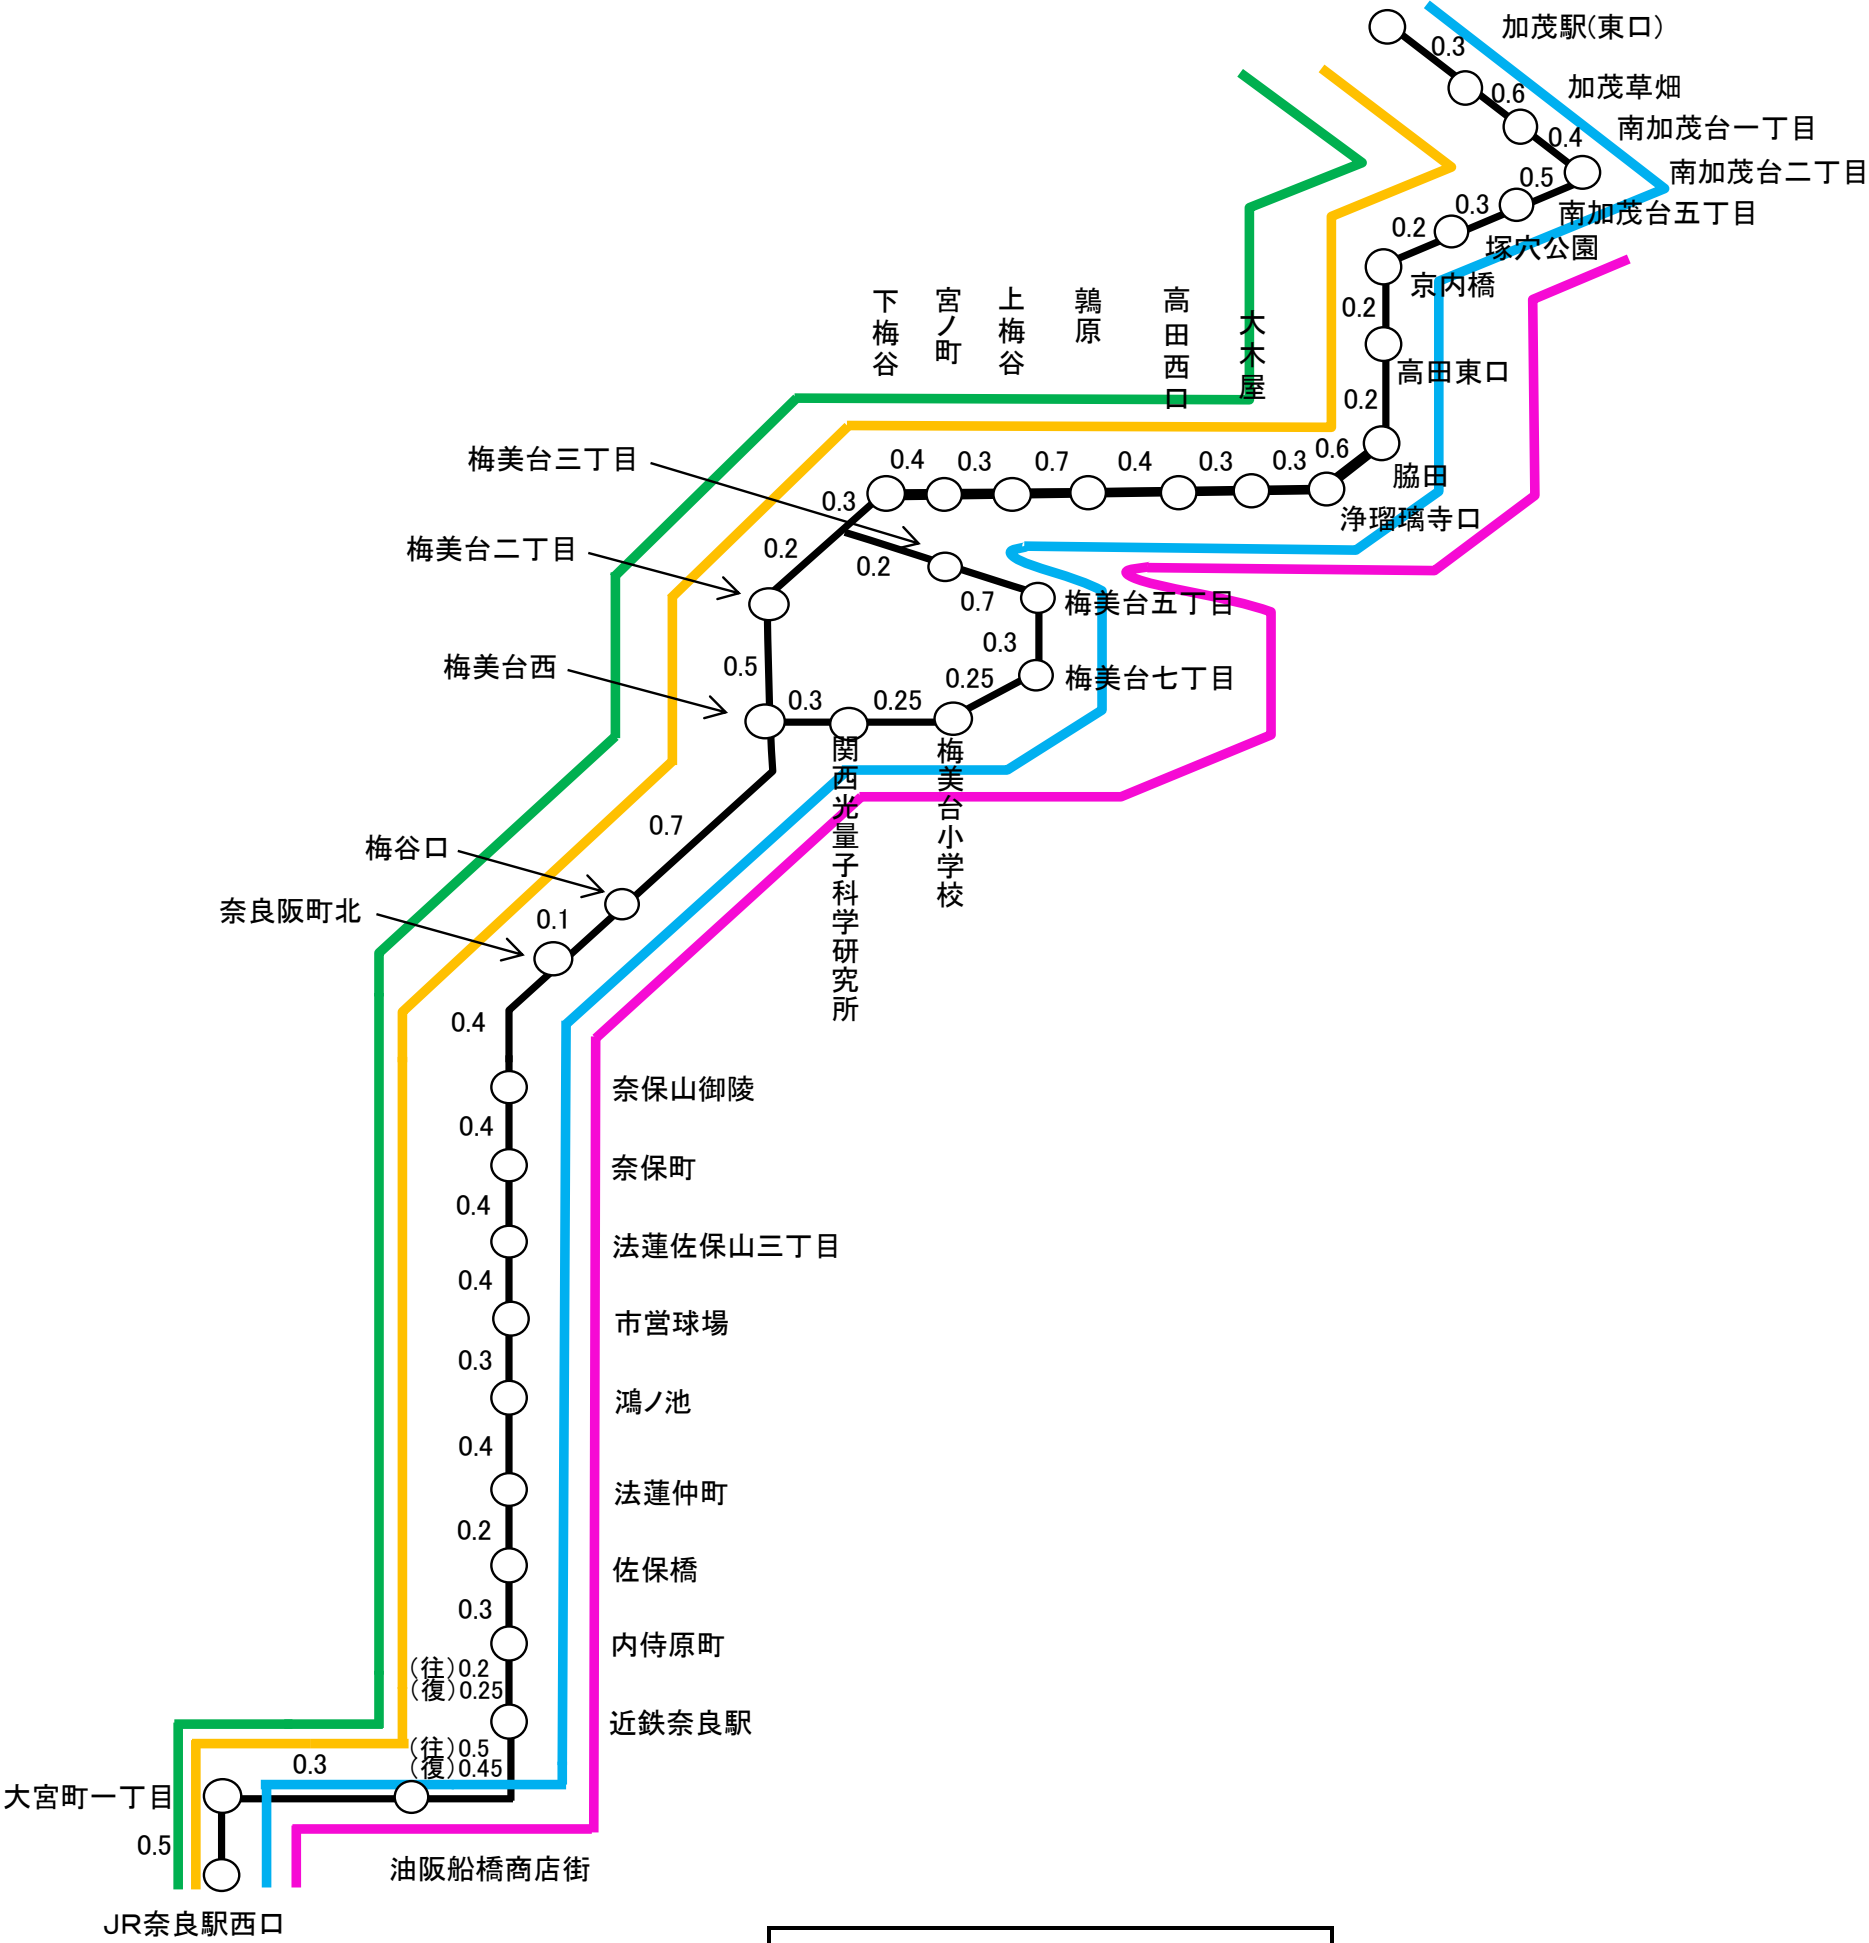 加茂駅(東口)
0.3
加茂草畑
0.6
南加茂台一丁目
0.4
南加茂台二丁目
0.5
南加茂台五丁目
0.3
塚穴公園
0.2
京内橋
0.2
高田東口
0.2
脇田
0.6
浄瑠璃寺口
0.3
大木屋
0.3
高田西口
0.4
鶉原
0.7
上梅谷
0.3
宮ノ町
0.4
下梅谷
0.3
梅美台三丁目
0.2
0.2
梅美台二丁目
0.7
梅美台五丁目
0.3
梅美台七丁目
0.25
梅美台小学校
0.25
関西光量子科学研究所
0.3
0.5
梅美台西
0.7
梅谷口
0.1
奈良阪町北
0.4
奈保山御陵
0.4
奈保町
0.4
法蓮佐保山三丁目
0.4
市営球場
0.3
鴻ノ池
0.4
法蓮仲町
0.2
佐保橋
0.3
内侍原町
(往)0.2
(復)0.25
近鉄奈良駅
(往)0.5
(復)0.45
0.3
大宮町一丁目
0.5
油阪船橋商店街
JR奈良駅西口